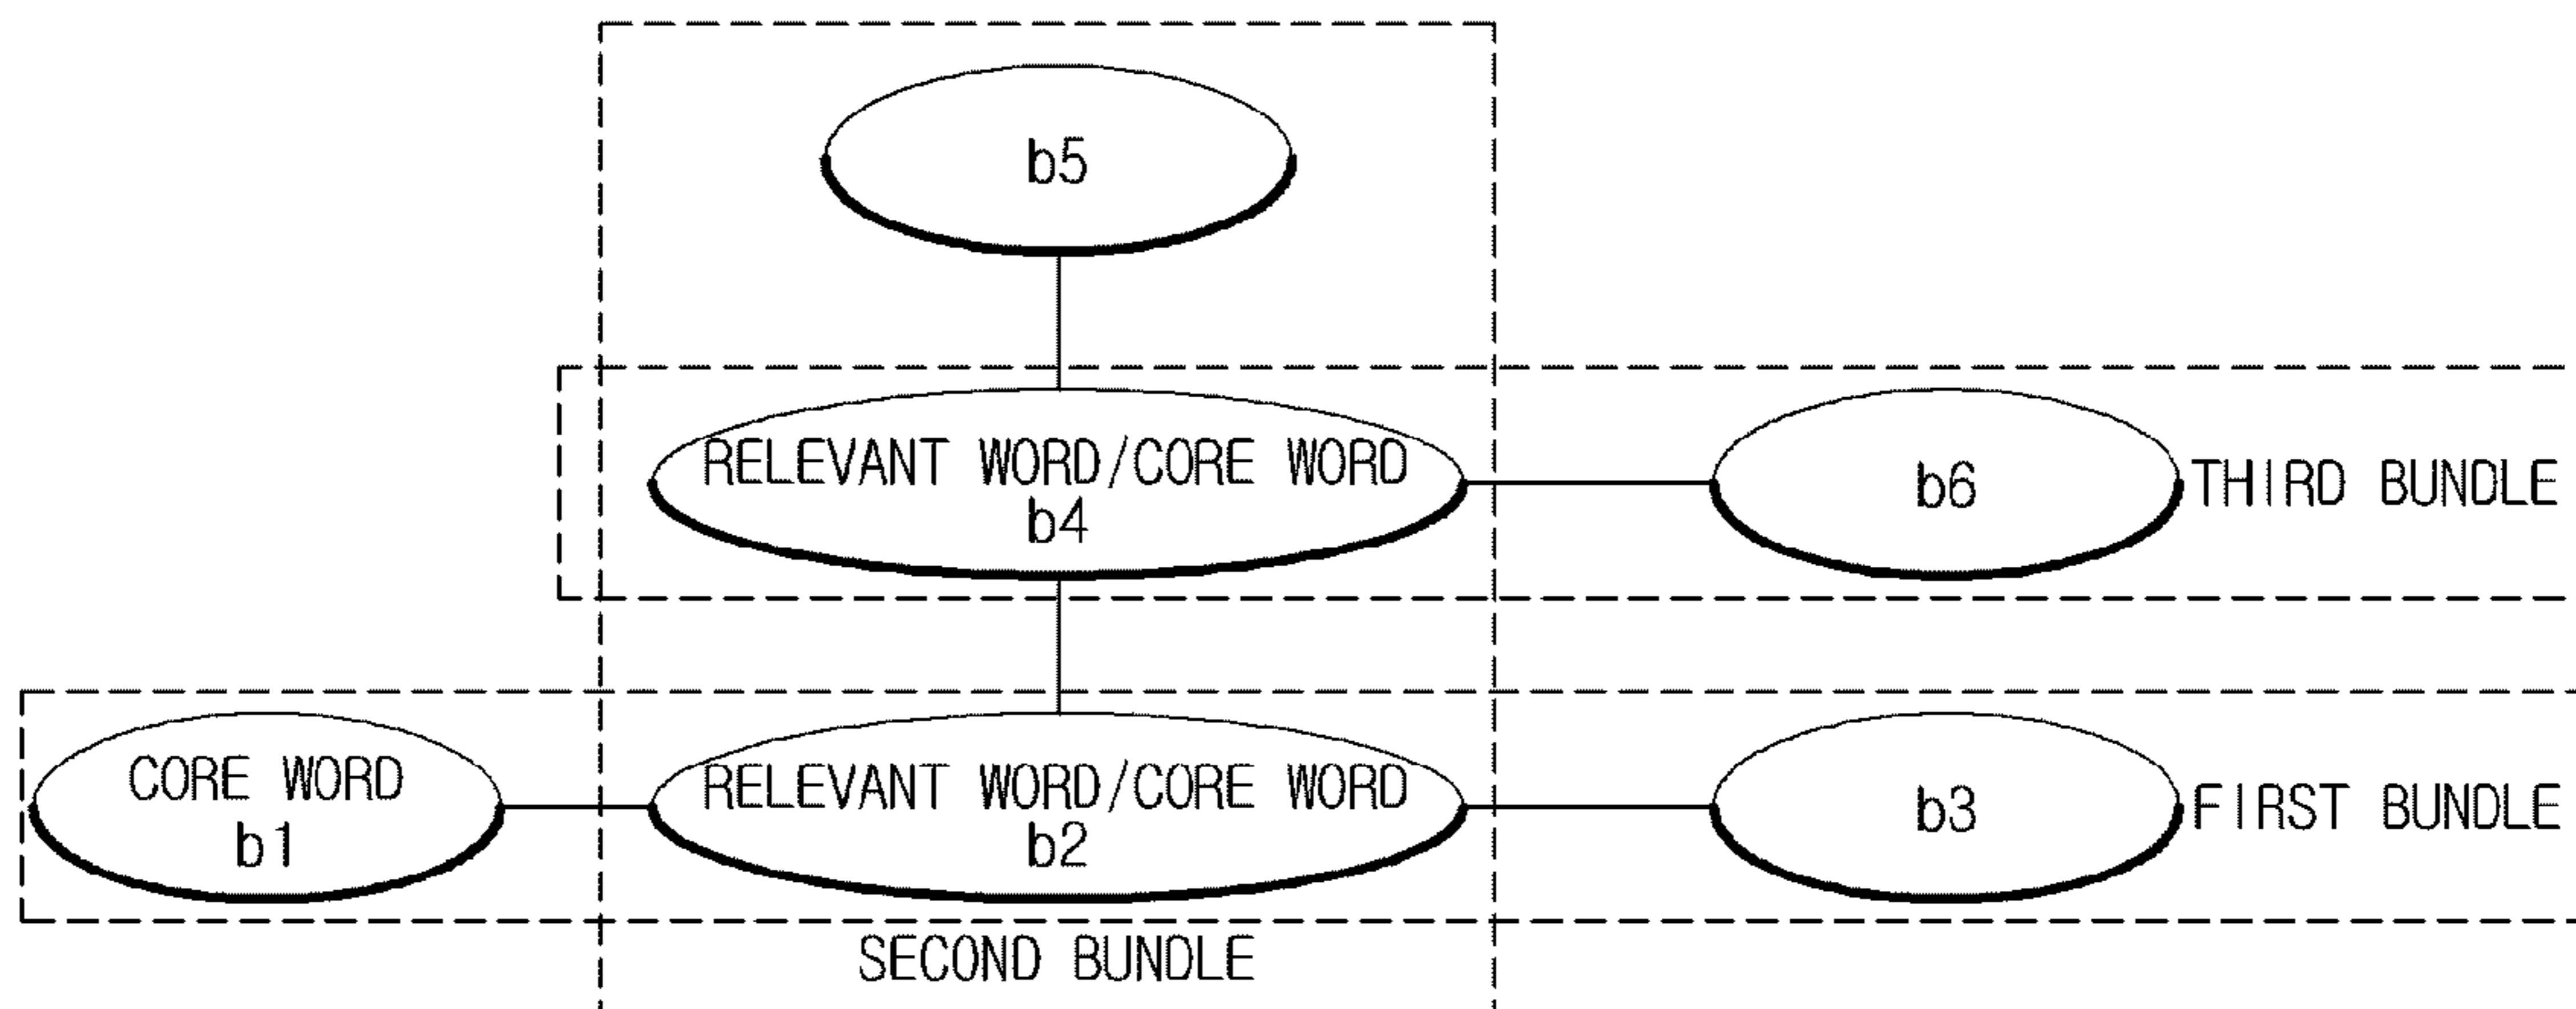 b5
RELEVANT WORD/CORE WORD
b4
b6
THIRD BUNDLE
CORE WORD
b1
RELEVANT WORD/CORE WORD
b2
b3
FIRST BUNDLE
SECOND BUNDLE